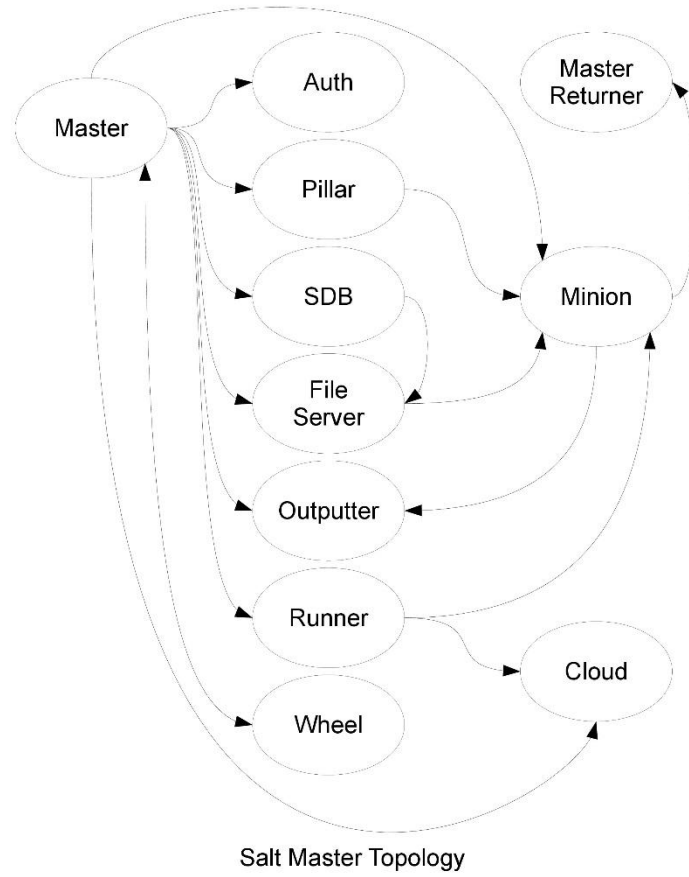 Master
Auth
Master
Returner
Pillar
SDB
Minion
File
Server
Outputter
Runner
Cloud
Wheel
Salt Master Topology